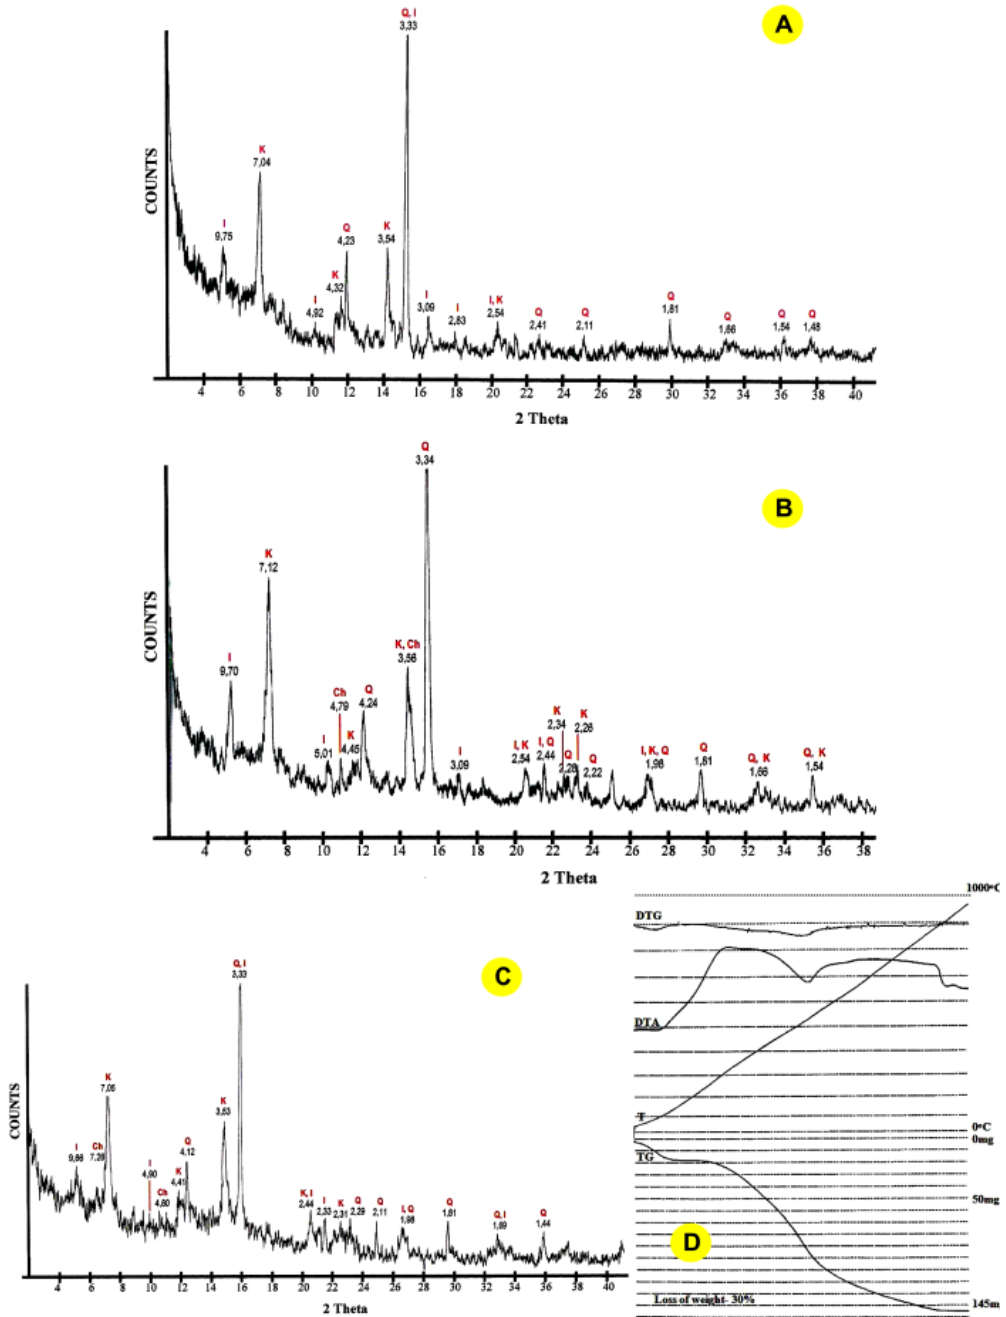 A
Q, I
3,33
K
7,04
I
9,75
Q
4,23
K
3,54
K
4,32
I
4,92
I
3,09
I
2,83
I, K
2,54
Q
2,41
Q
2,11
Q
1,81
Q
1,66
Q
1,54
Q
1,48
COUNTS
4 6 8 10 12 14 16 18 20 22 24 26 28 30 32 34 36 38 40
2 Theta
B
Q
3,34
K
7,12
I
9,70
K, Ch
3,56
Ch
4,79
Q
4,24
I
5,01
K
4,45
I
3,09
I, K
2,54
I, Q
2,44
K
2,34
Q
2,28
K
2,26
Q
2,22
I, K, Q
1,98
Q
1,81
Q, K
1,66
Q, K
1,54
COUNTS
4 6 8 10 12 14 16 18 20 22 24 26 28 30 32 34 36 38
2 Theta
C
Q, I
3,33
K
7,05
I
9,86
Ch
7,26
K
3,53
I
4,90
Ch
4,80
K
4,41
Q
4,12
K, I
2,44
I
2,33
K
2,31
Q
2,29
Q
2,11
I, Q
1,98
Q
1,81
Q, I
1,69
Q
1,44
COUNTS
4 6 8 10 12 14 16 18 20 22 24 26 28 30 32 34 36 38 40
2 Theta
1000°C
DTG
DTA
T
0°C
0mg
TG
50mg
D
Loss of weight- 30%
145m